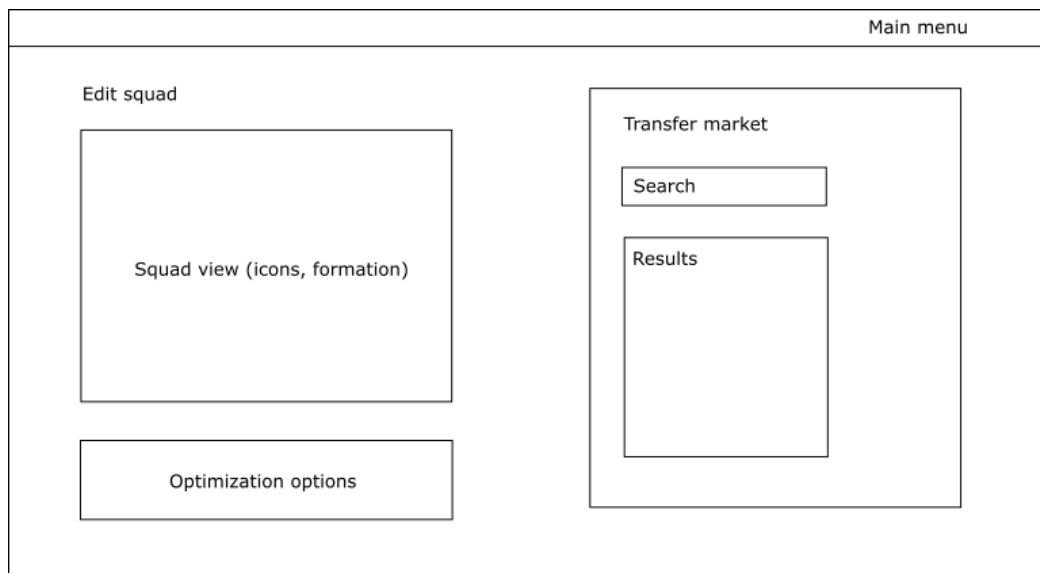 Main menu
Edit squad
Squad view (icons, formation)
Optimization options
Transfer market
Search
Results